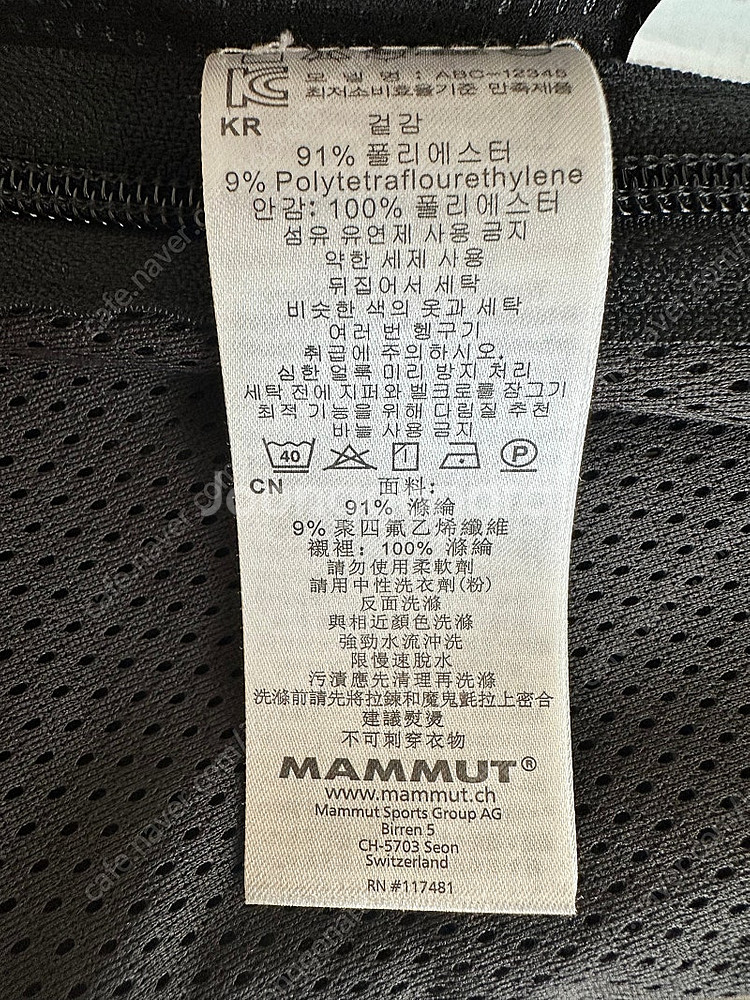 모델명 : ABC-12345
최저소비효율기준 만족제품
KR 겉감
91% 폴리에스터
9% Polytetraflourethylene
안감: 100% 폴리에스터
섬유 유연제 사용 금지
약한 세제 사용
뒤집어서 세탁
비슷한 색의 옷과 세탁
여러 번 헹구기
취급에 주의하시오.
심한 얼룩 미리 방지 처리
세탁 전에 지퍼와 벨크로를 잠그기
최적 기능을 위해 다림질 추천
바늘 사용 금지
40 P
CN 面料:
91% 滌綸
9% 聚四氟乙烯纖維
襯裡: 100% 滌綸
請勿使用柔軟劑
請用中性洗衣劑(粉)
反面洗滌
與相近顏色洗滌
強勁水流沖洗
限慢速脫水
污漬應先清理再洗滌
洗滌前請先將拉鍊和魔鬼氈拉上密合
建議熨燙
不可刺穿衣物
MAMMUT®
www.mammut.ch
Mammut Sports Group AG
Birren 5
CH-5703 Seon
Switzerland
RN #117481